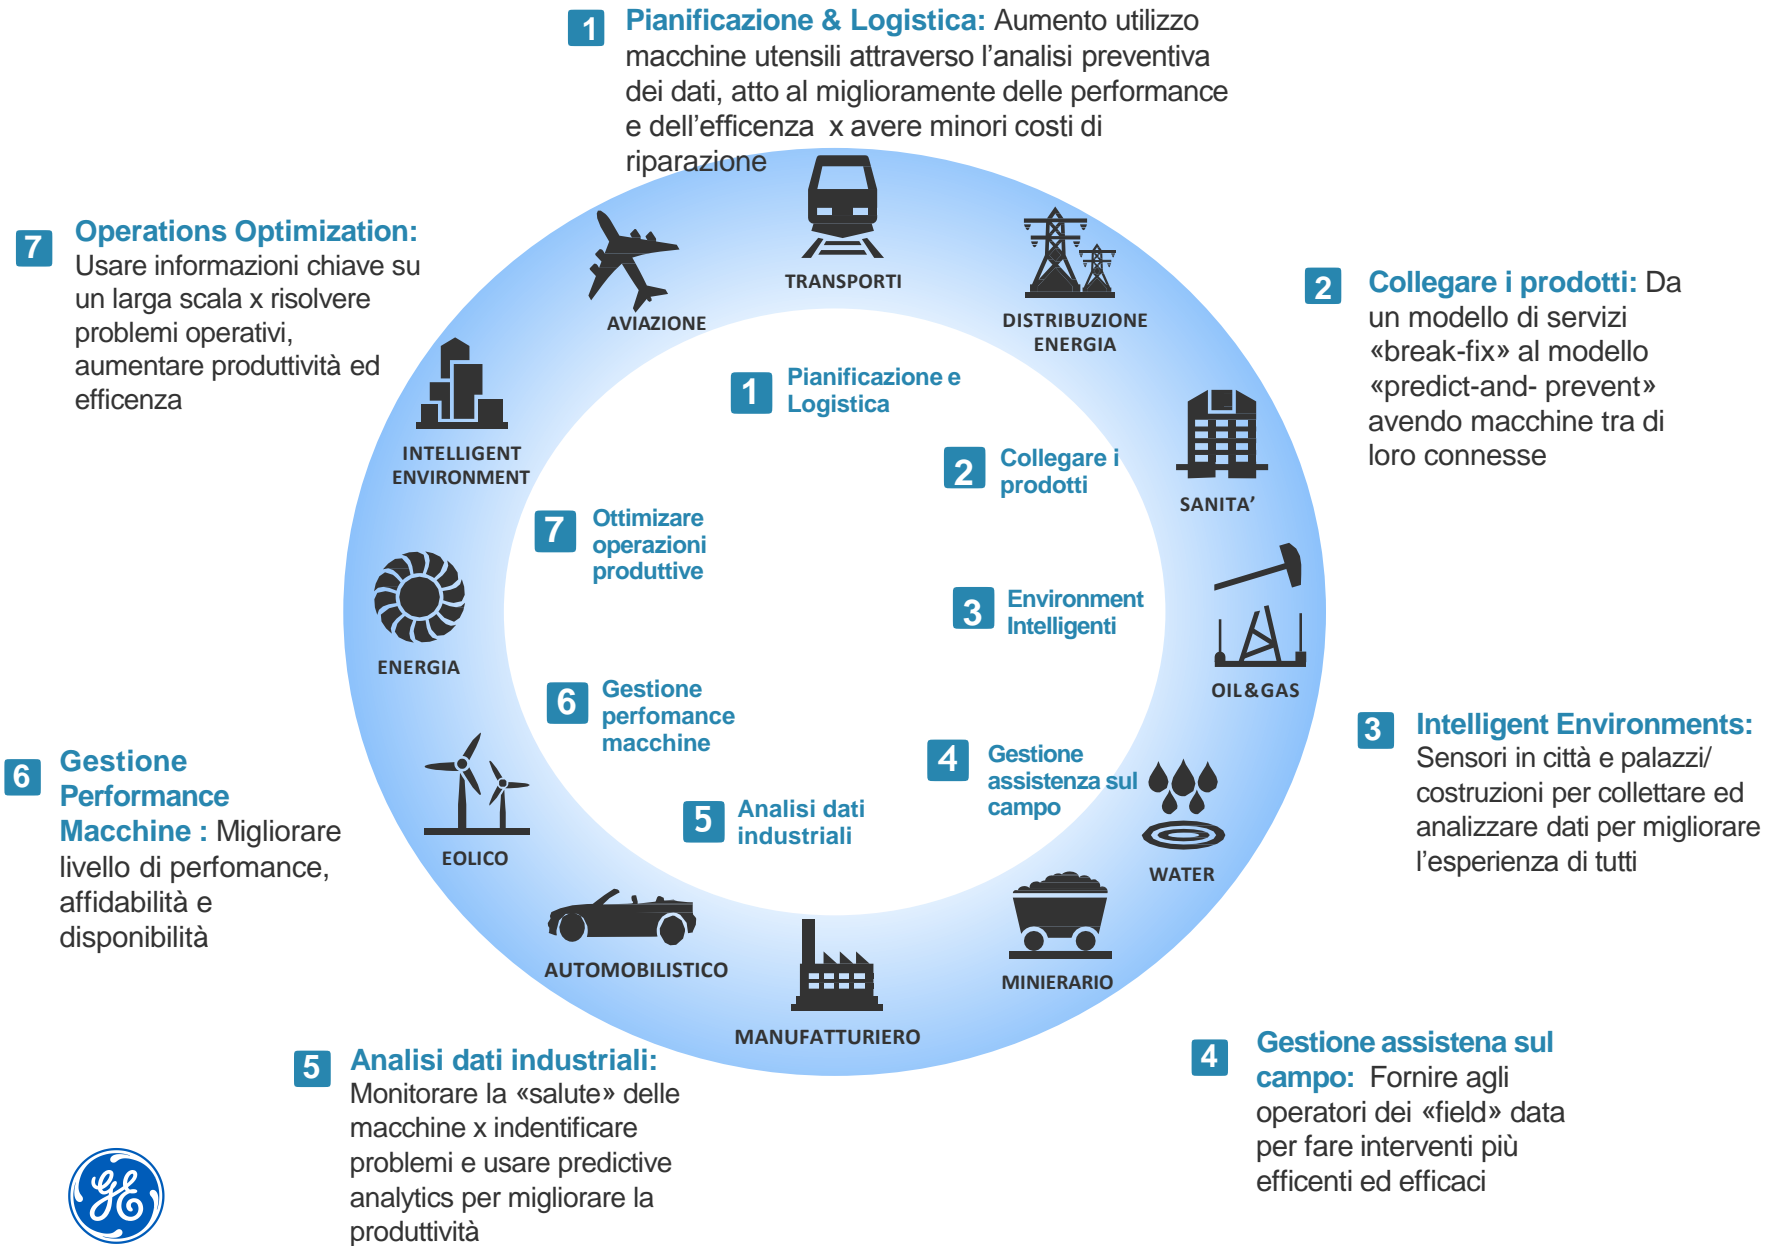 1 Pianificazione & Logistica: Aumento utilizzo
macchine utensili attraverso l'analisi preventiva
dei dati, atto al miglioramente delle performance
e dell'efficenza x avere minori costi di
riparazione
7 Operations Optimization:
Usare informazioni chiave su
un larga scala x risolvere
problemi operativi,
aumentare produttività ed
efficenza
2 Collegare i prodotti: Da
un modello di servizi
«break-fix» al modello
«predict-and- prevent»
avendo macchine tra di
loro connesse
TRANSPORTI
AVIAZIONE
DISTRIBUZIONE
ENERGIA
INTELLIGENT
ENVIRONMENT
SANITA'
ENERGIA
OIL&GAS
EOLICO
WATER
AUTOMOBILISTICO
MINIERARIO
MANUFATTURIERO
1 Pianificazione e
Logistica
2 Collegare i
prodotti
7 Ottimizare
operazioni
produttive
3 Environment
Intelligenti
6 Gestione
perfomance
macchine
4 Gestione
assistenza sul
campo
5 Analisi dati
industriali
3 Intelligent Environments:
Sensori in città e palazzi/
costruzioni per collettare ed
analizzare dati per migliorare
l'esperienza di tutti
6 Gestione
Performance
Macchine : Migliorare
livello di perfomance,
affidabilità e
disponibilità
4 Gestione assistena sul
campo: Fornire agli
operatori dei «field» data
per fare interventi più
efficenti ed efficaci
5 Analisi dati industriali:
Monitorare la «salute» delle
macchine x indentificare
problemi e usare predictive
analytics per migliorare la
produttività
GE